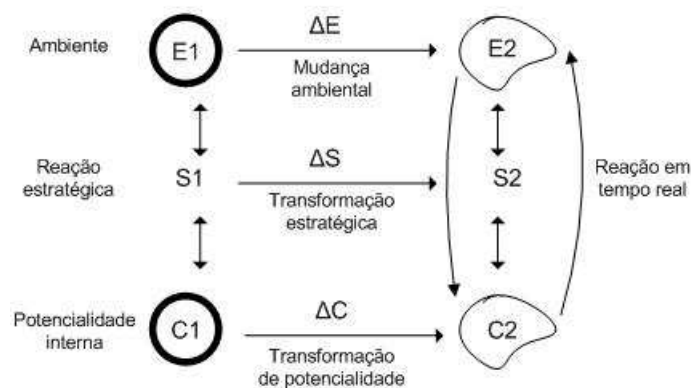 Ambiente
E1
ΔE
Mudança
ambiental
E2
Reação
estratégica
S1
ΔS
Transformação
estratégica
S2
Reação em
tempo real
Potencialidade
interna
C1
ΔC
Transformação
de potencialidade
C2